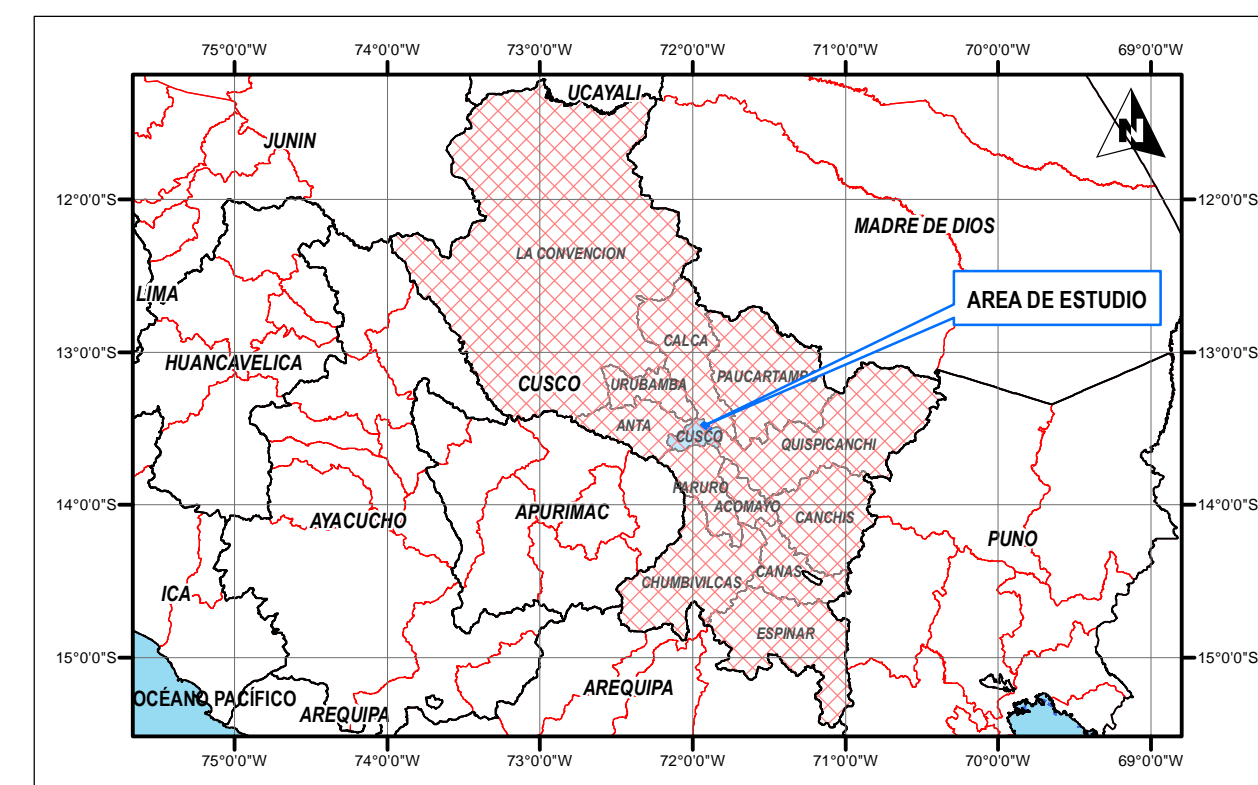 75°0'0"W 74°0'0"W 73°0'0"W 72°0'0"W 71°0'0"W 70°0'0"W 69°0'0"W
UCAYALI
N
JUNIN
12°0'0"S 12°0'0"S
MADRE DE DIOS
LA CONVENCION
LIMA
AREA DE ESTUDIO
CALCA
13°0'0"S 13°0'0"S
HUANCAVELICA
PAUCARTAMBO
CUSCO
URUBAMBA
ANTA
CUSCO
QUISPICANCHI
PARURO
14°0'0"S 14°0'0"S
ACOMAYO
AYACUCHO
APURIMAC
CANCHIS
PUNO
CANAS
CHUMBIVILCAS
ICA
ESPINAR
15°0'0"S 15°0'0"S
AREQUIPA
OCÉANO PACÍFICO
AREQUIPA
75°0'0"W 74°0'0"W 73°0'0"W 72°0'0"W 71°0'0"W 70°0'0"W 69°0'0"W